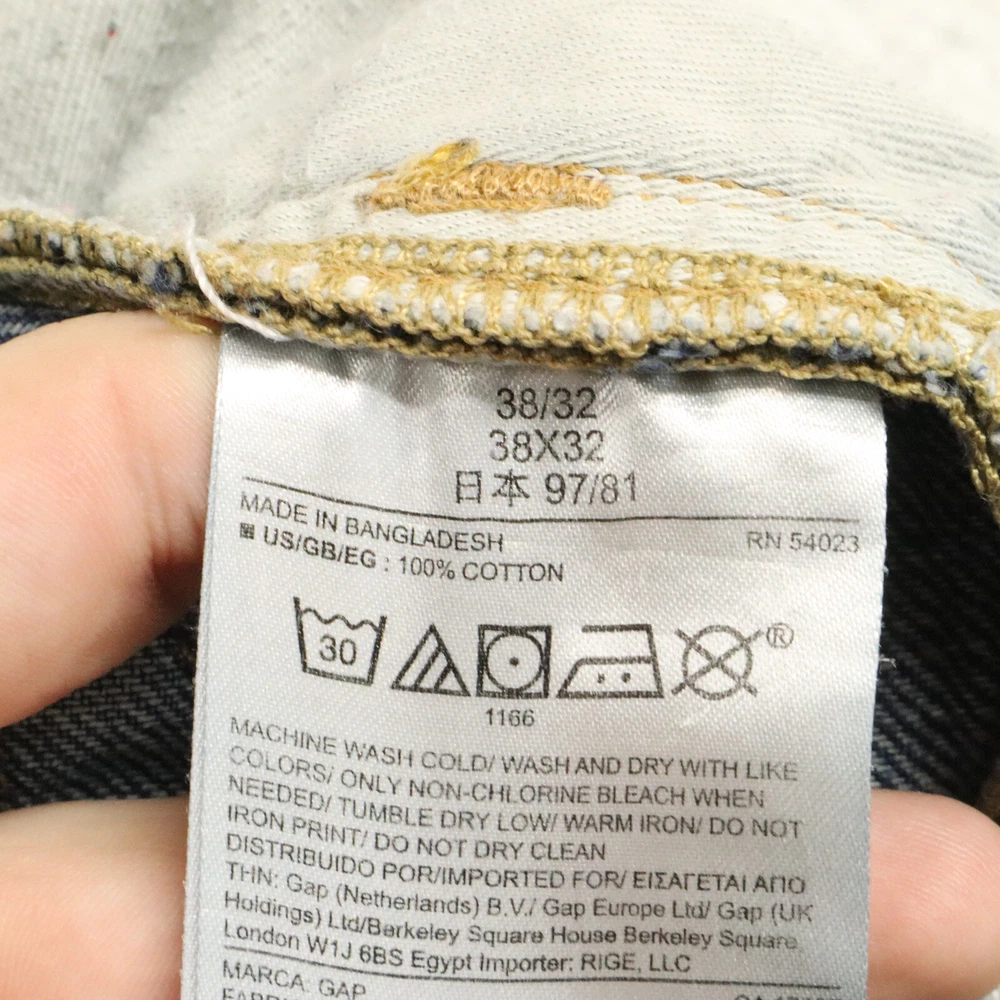 38/32
38X32
日本 97/81
MADE IN BANGLADESH RN 54023
US/GB/EG : 100% COTTON
30 ®
1166
MACHINE WASH COLD/ WASH AND DRY WITH LIKE
COLORS/ ONLY NON-CHLORINE BLEACH WHEN
NEEDED/ TUMBLE DRY LOW/ WARM IRON/ DO NOT
IRON PRINT/ DO NOT DRY CLEAN
DISTRIBUIDO POR/IMPORTED FOR/ ΕΙΣΑΓΕΤΑΙ ΑΠΟ
ΤΗΝ: Gap (Netherlands) B.V./ Gap Europe Ltd/ Gap (UK
Holdings) Ltd/Berkeley Square House Berkeley Square
London W1J 6BS Egypt Importer: RIGE, LLC
MARCA: GAP